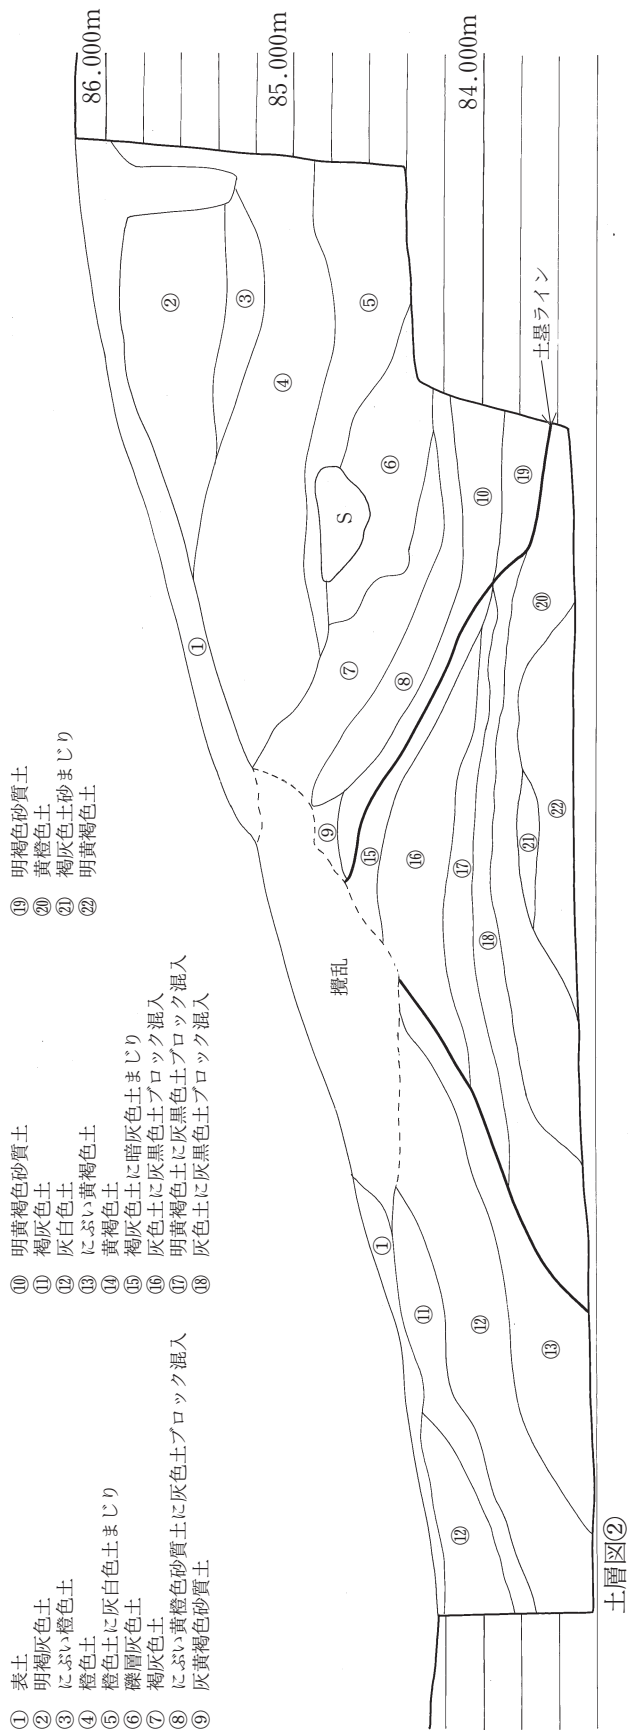 ① 表土
② 明褐灰色土
③ にぶい橙色土
④ 橙色土
⑤ 橙色土に灰白色土まじり
⑥ 礫層灰色土
⑦ 褐灰色土
⑧ にぶい黄橙色砂質土に灰色土ブロック混入
⑨ 灰黄褐色砂質土
⑩ 明黄褐色砂質土
⑪ 褐灰色土
⑫ 灰白色土
⑬ にぶい黄褐色土
⑭ 黄褐色土
⑮ 褐灰色土に暗灰色土まじり
⑯ 灰色土に灰黒色土ブロック混入
⑰ 明黄褐色土に灰黒色土ブロック混入
⑱ 灰色土に灰黒色土ブロック混入
⑲ 明褐色砂質土
⑳ 黄橙色土
㉑ 褐灰色土砂まじり
㉒ 明黄褐色土
86.000m
85.000m
84.000m
①
②
③
④
⑤
⑥
S
⑦
⑧
⑨
⑩
⑲
土塁ライン
⑳
㉑
㉒
⑮
⑯
⑰
⑱
攪乱
①
⑪
⑫
⑬
⑫
土層図②